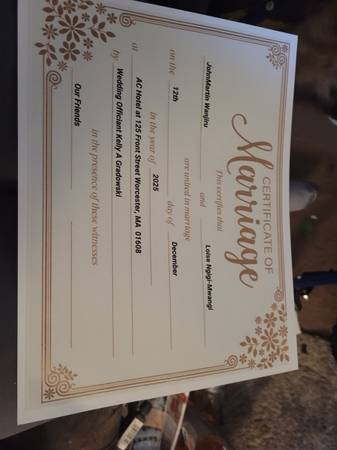 CERTIFICATE OF
Marriage
This certifies that
JohnMartin Wanjiru and Loise Ngigi-Mwangi
are united in marriage
on the 12th day of December
in the year of 2025
at AC Hotel at 125 Front Street Worcester, MA 01608
by Wedding Officiant Kelly A Gradowski
in the presence of these witnesses
Our Friends